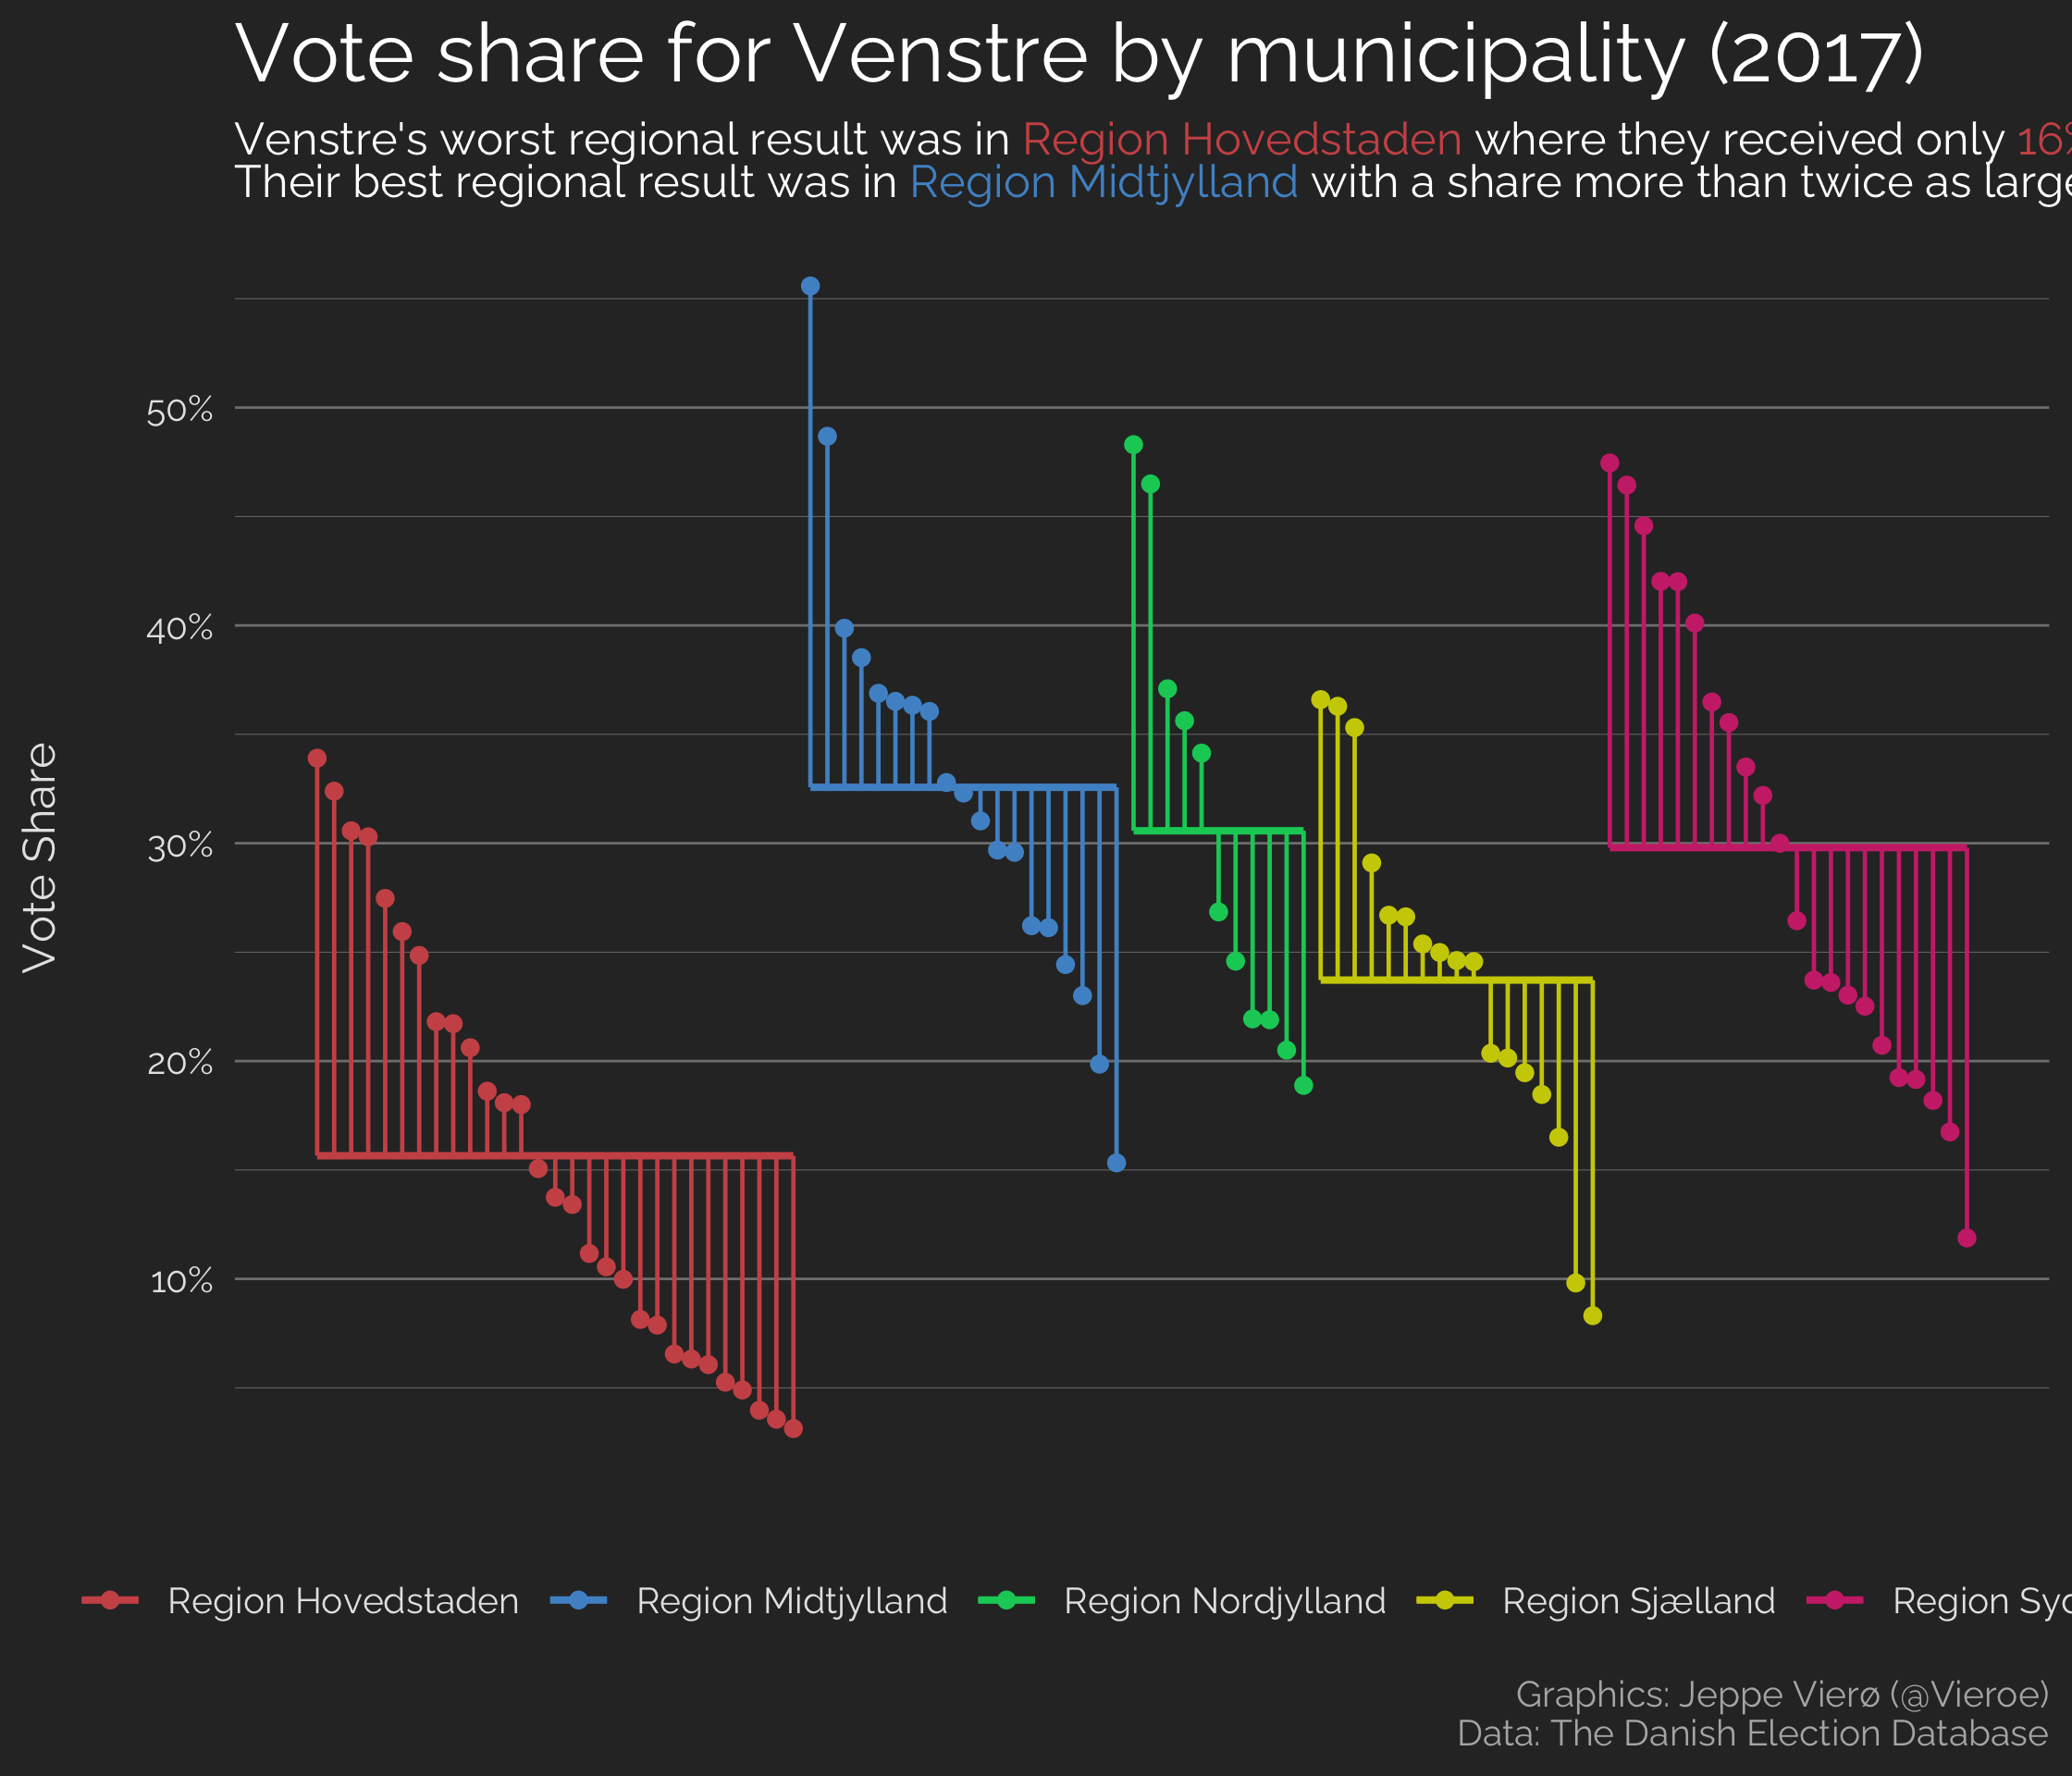 Vote share for Venstre by municipality (2017)
Venstre's worst regional result was in Region Hovedstaden where they received only 16%
Their best regional result was in Region Midtjylland with a share more than twice as large
Vote Share
50%
40%
30%
20%
10%
Region Hovedstaden Region Midtjylland Region Nordjylland Region Sjælland Region
Graphics: Jeppe Vierø (@Vieroe)
Data: The Danish Election Database